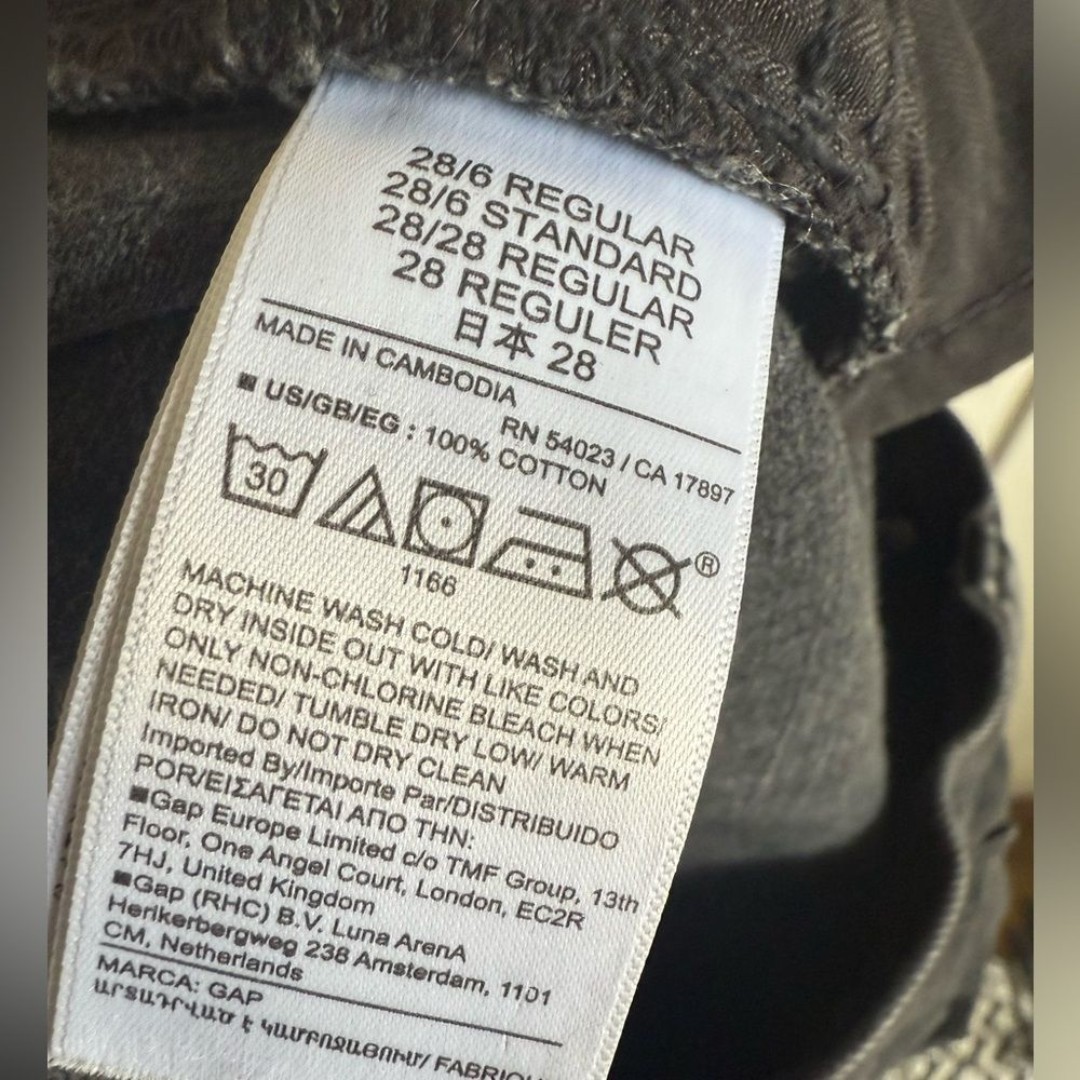 28/6 REGULAR
28/6 STANDARD
28/28 REGULAR
28 REGULER
日本 28
MADE IN CAMBODIA
RN 54023 / CA 17897
■ US/GB/EG : 100% COTTON
30
®
1166
MACHINE WASH COLD/ WASH AND
DRY INSIDE OUT WITH LIKE COLORS/
ONLY NON-CHLORINE BLEACH WHEN
NEEDED/ TUMBLE DRY LOW/ WARM
IRON/ DO NOT DRY CLEAN
Imported By/Importe Par/DISTRIBUIDO
POR/ΕΙΣΑΓΕΤΑΙ ΑΠΟ ΤΗΝ:
■Gap Europe Limited c/o TMF Group, 13th
Floor, One Angel Court, London, EC2R
7HJ, United Kingdom
■Gap (RHC) B.V. Luna ArenA
Herikerbergweg 238 Amsterdam, 1101
CM, Netherlands
MARCA: GAP
ԱՐՏԱԴՐՎԱԾ Է ԿԱՄԲՈՋԱՅՈՒՄ/